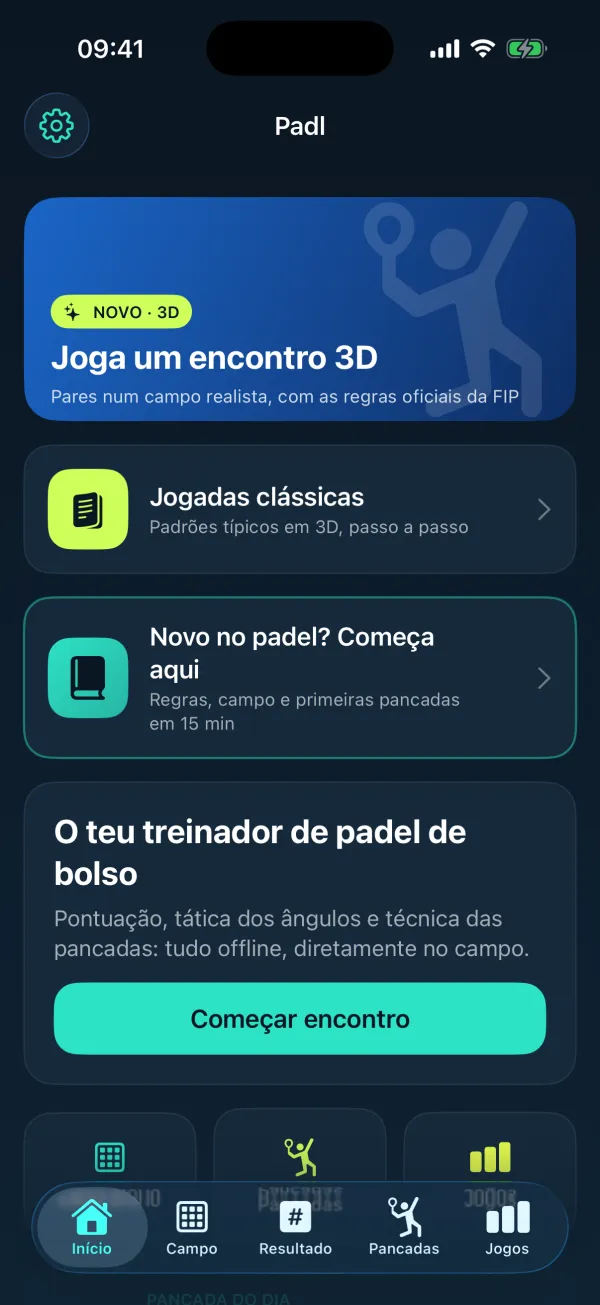 09:41
Padl
NOVO · 3D
Joga um encontro 3D
Pares num campo realista, com as regras oficiais da FIP
Jogadas clássicas
Padrões típicos em 3D, passo a passo
Novo no padel? Começa
aqui
Regras, campo e primeiras pancadas
em 15 min
O teu treinador de padel de
bolso
Pontuação, tática dos ângulos e técnica das
pancadas: tudo offline, diretamente no campo.
Começar encontro
#
Início
Campo
Resultado
Pancadas
Jogos
PANCADA DO DIA